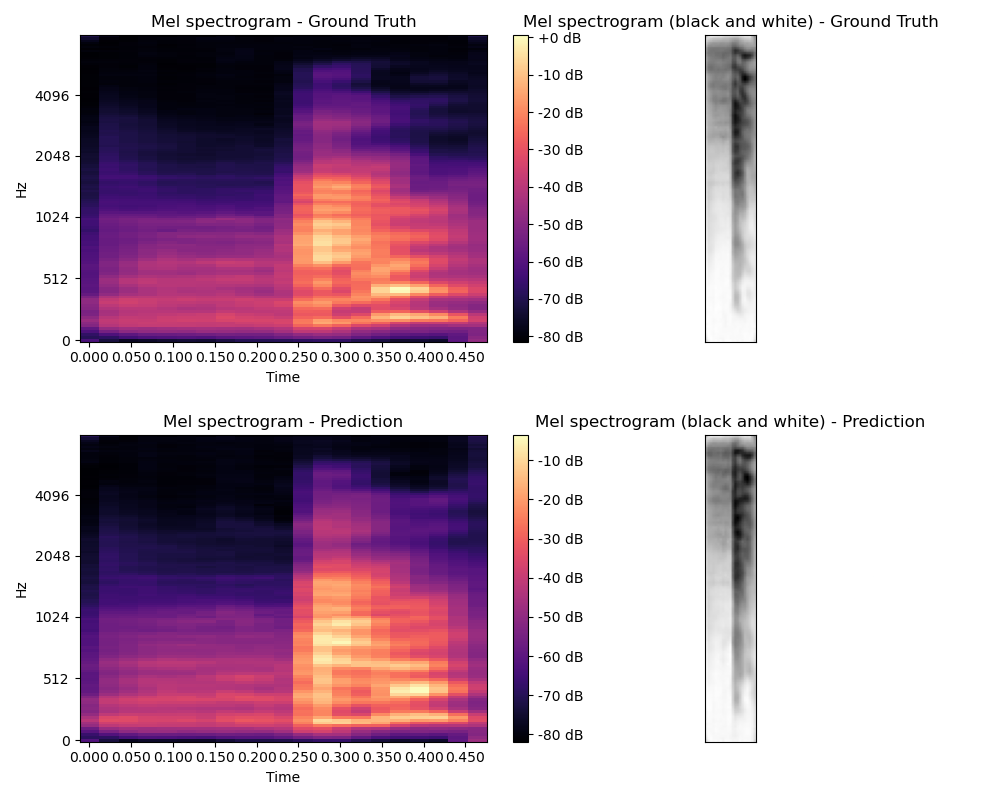 Mel spectrogram - Ground Truth
Mel spectrogram (black and white) - Ground Truth
+0 dB
-10 dB
-20 dB
-30 dB
-40 dB
-50 dB
-60 dB
-70 dB
-80 dB
4096
2048
1024
512
0
Hz
0.000 0.050 0.100 0.150 0.200 0.250 0.300 0.350 0.400 0.450
Time
Mel spectrogram - Prediction
Mel spectrogram (black and white) - Prediction
-10 dB
-20 dB
-30 dB
-40 dB
-50 dB
-60 dB
-70 dB
-80 dB
4096
2048
1024
512
0
Hz
0.000 0.050 0.100 0.150 0.200 0.250 0.300 0.350 0.400 0.450
Time